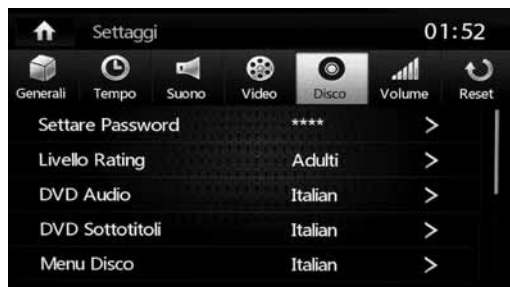 Settaggi 01:52
Generali Tempo Suono Video Disco Volume Reset
Settare Password **** >
Livello Rating Adulti >
DVD Audio Italian >
DVD Sottotitoli Italian >
Menu Disco Italian >